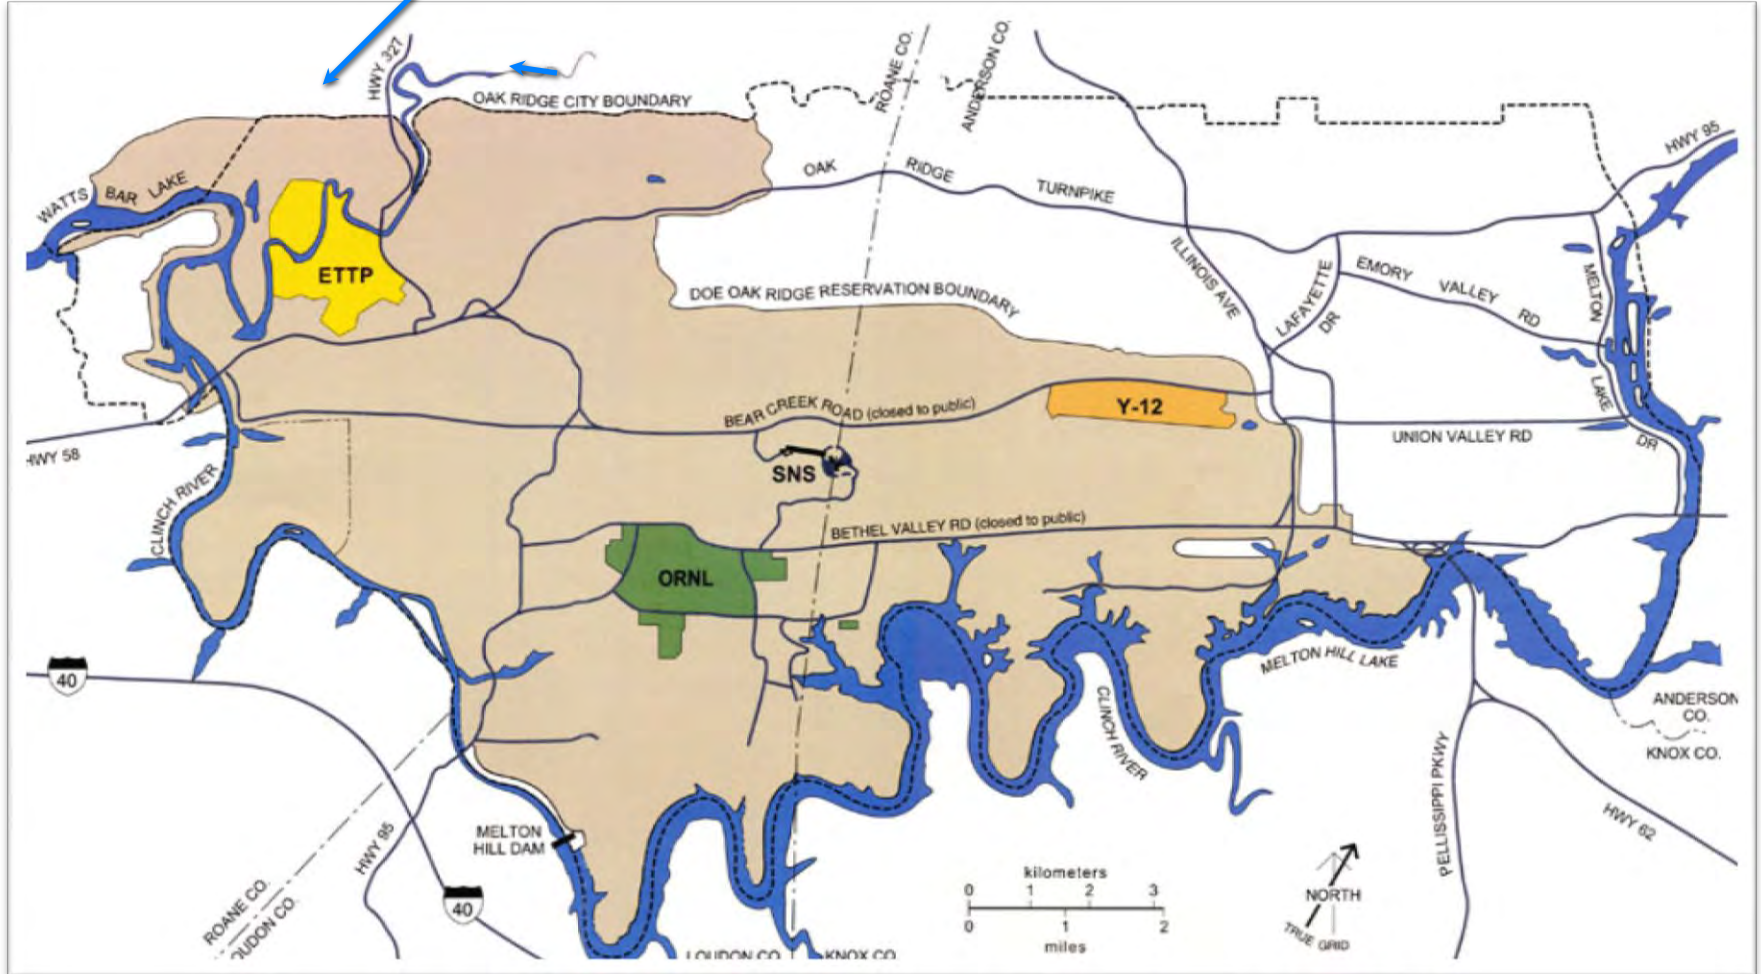 HWY 327
ROANE CO.
ANDERSON CO.
OAK RIDGE CITY BOUNDARY
HWY 95
WATTS BAR LAKE
OAK RIDGE TURNPIKE
ETTP
ILLINOIS AVE
LAFAYETTE
DR
EMORY VALLEY RD
MELTON
LAKE
DR
DOE OAK RIDGE RESERVATION BOUNDARY
BEAR CREEK ROAD (closed to public)
Y-12
UNION VALLEY RD
HWY 58
SNS
CLINCH RIVER
BETHEL VALLEY RD (closed to public)
ORNL
MELTON HILL LAKE
40
CLINCH RIVER
ANDERSON
CO.
KNOX CO.
PELLISSIPPI PKWY
HWY 62
MELTON
HILL DAM
HWY 95
kilometers
0 1 2 3
0 1 2
miles
NORTH
TRUE GRID
40
ROANE CO.
OUDON CO.
LOUDON CO.
KNOX CO.